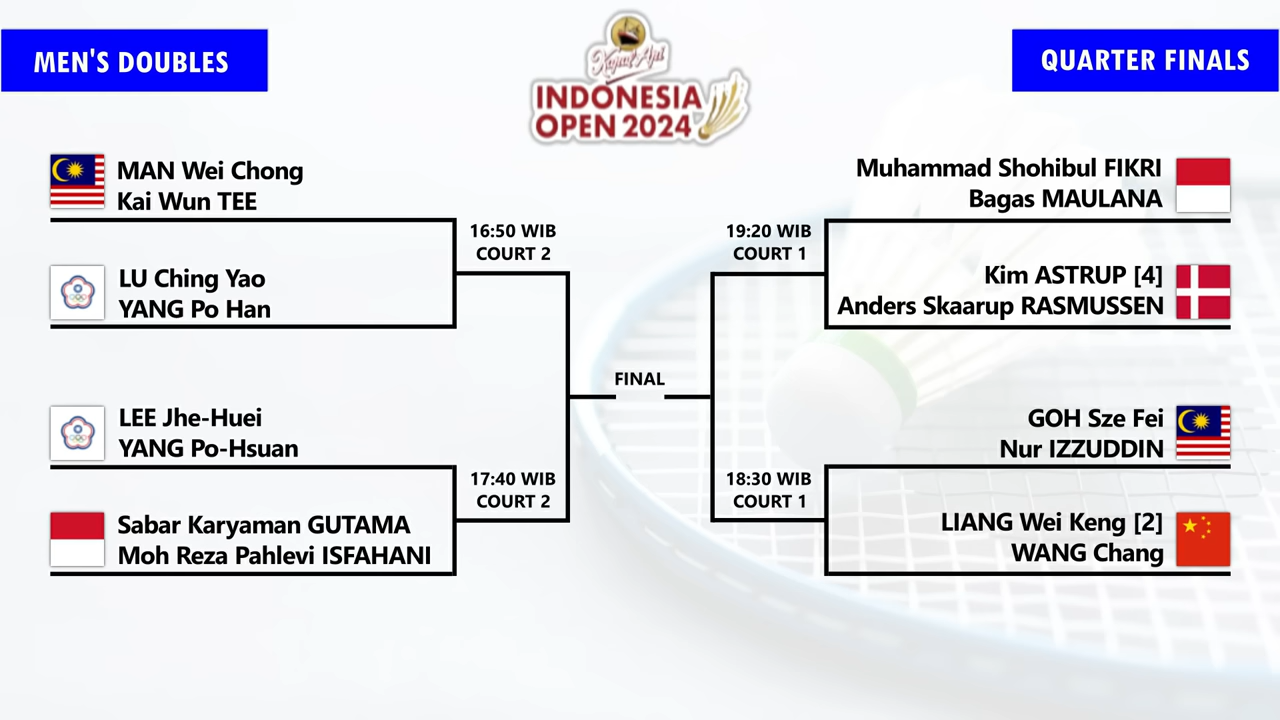 MEN'S DOUBLES
Kapal Api
INDONESIA
OPEN 2024
QUARTER FINALS
MAN Wei Chong
Kai Wun TEE
16:50 WIB
COURT 2
LU Ching Yao
YANG Po Han
LEE Jhe-Huei
YANG Po-Hsuan
17:40 WIB
COURT 2
Sabar Karyaman GUTAMA
Moh Reza Pahlevi ISFAHANI
FINAL
Muhammad Shohibul FIKRI
Bagas MAULANA
19:20 WIB
COURT 1
Kim ASTRUP [4]
Anders Skaarup RASMUSSEN
GOH Sze Fei
Nur IZZUDDIN
18:30 WIB
COURT 1
LIANG Wei Keng [2]
WANG Chang